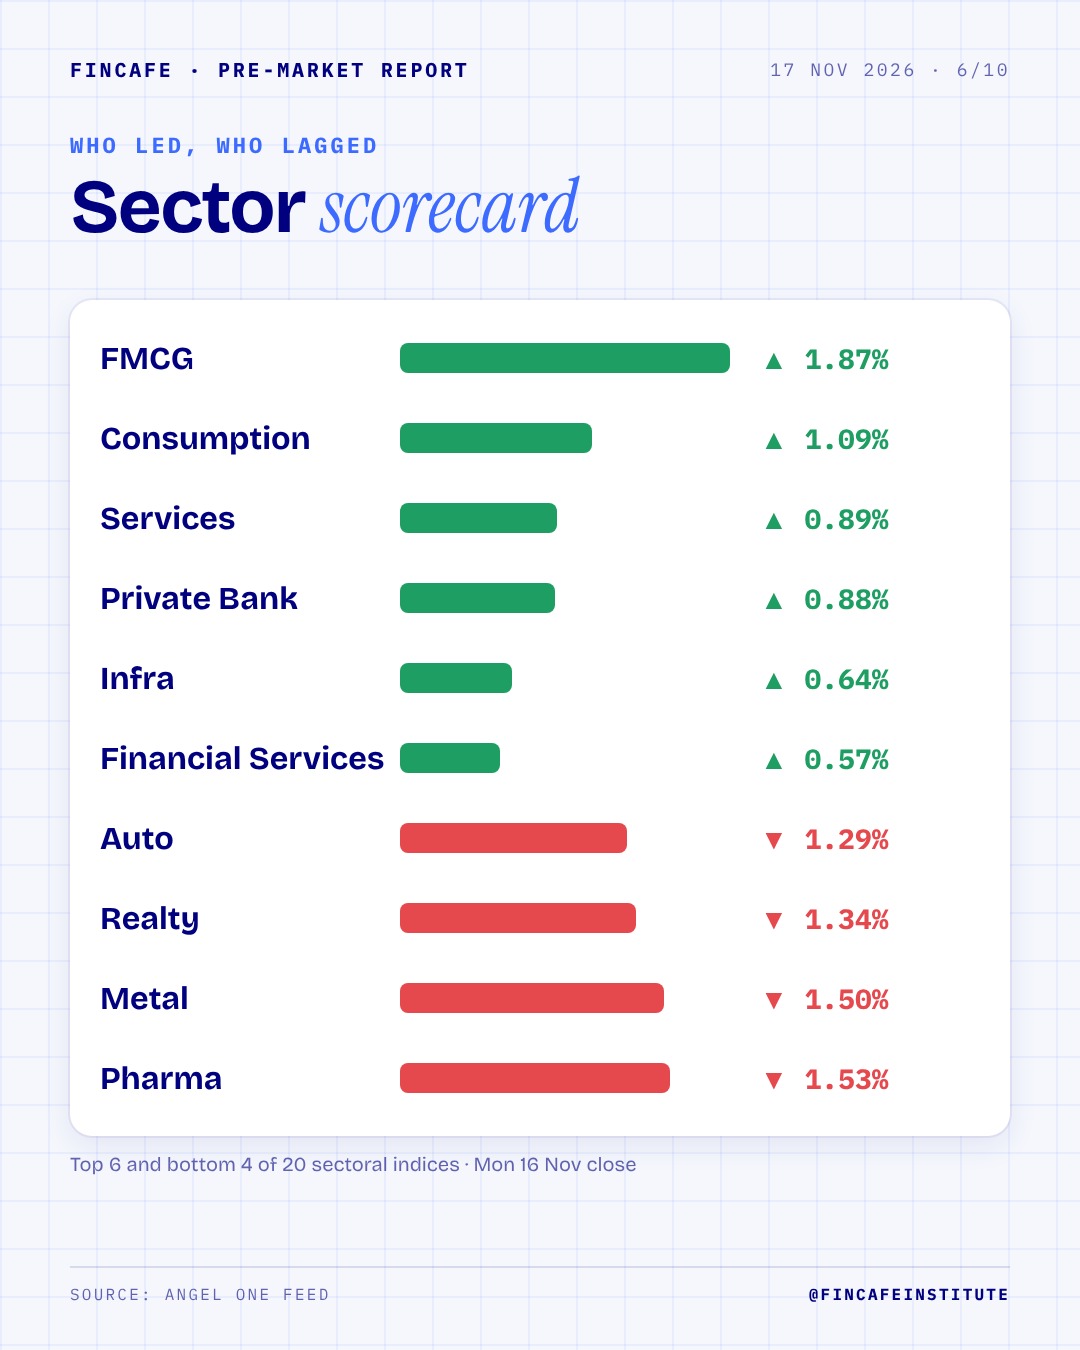 FINCAFE · PRE-MARKET REPORT
17 NOV 2026 · 6/10
WHO LED, WHO LAGGED
Sector scorecard
FMCG ▲ 1.87%
Consumption ▲ 1.09%
Services ▲ 0.89%
Private Bank ▲ 0.88%
Infra ▲ 0.64%
Financial Services ▲ 0.57%
Auto ▼ 1.29%
Realty ▼ 1.34%
Metal ▼ 1.50%
Pharma ▼ 1.53%
Top 6 and bottom 4 of 20 sectoral indices · Mon 16 Nov close
SOURCE: ANGEL ONE FEED
@FINCAFEINSTITUTE